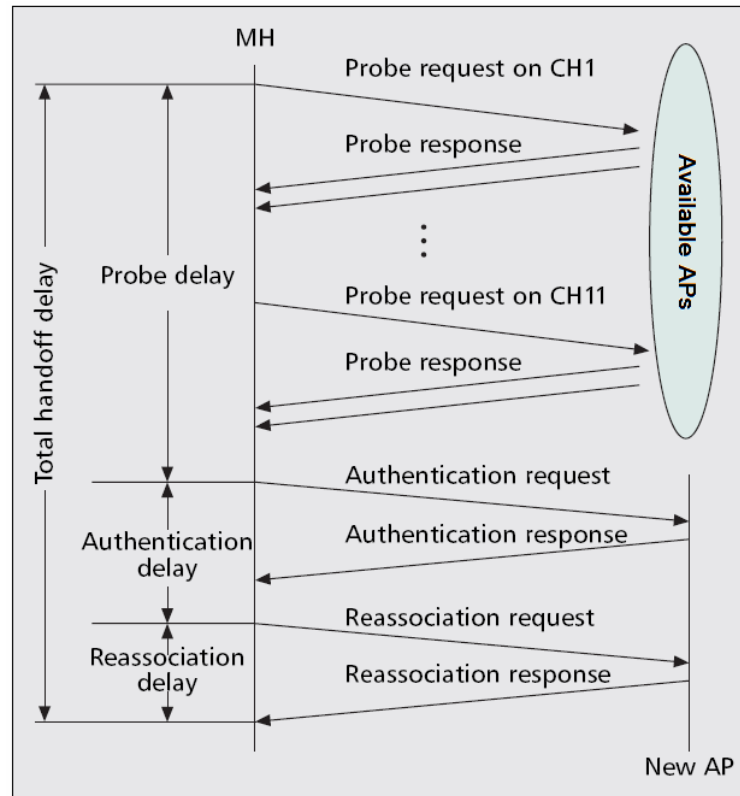 MH
Probe request on CH1
Probe response
Available APs
Total handoff delay
Probe delay
Probe request on CH11
Probe response
Authentication request
Authentication
delay
Authentication response
Reassociation request
Reassociation
delay
Reassociation response
New AP